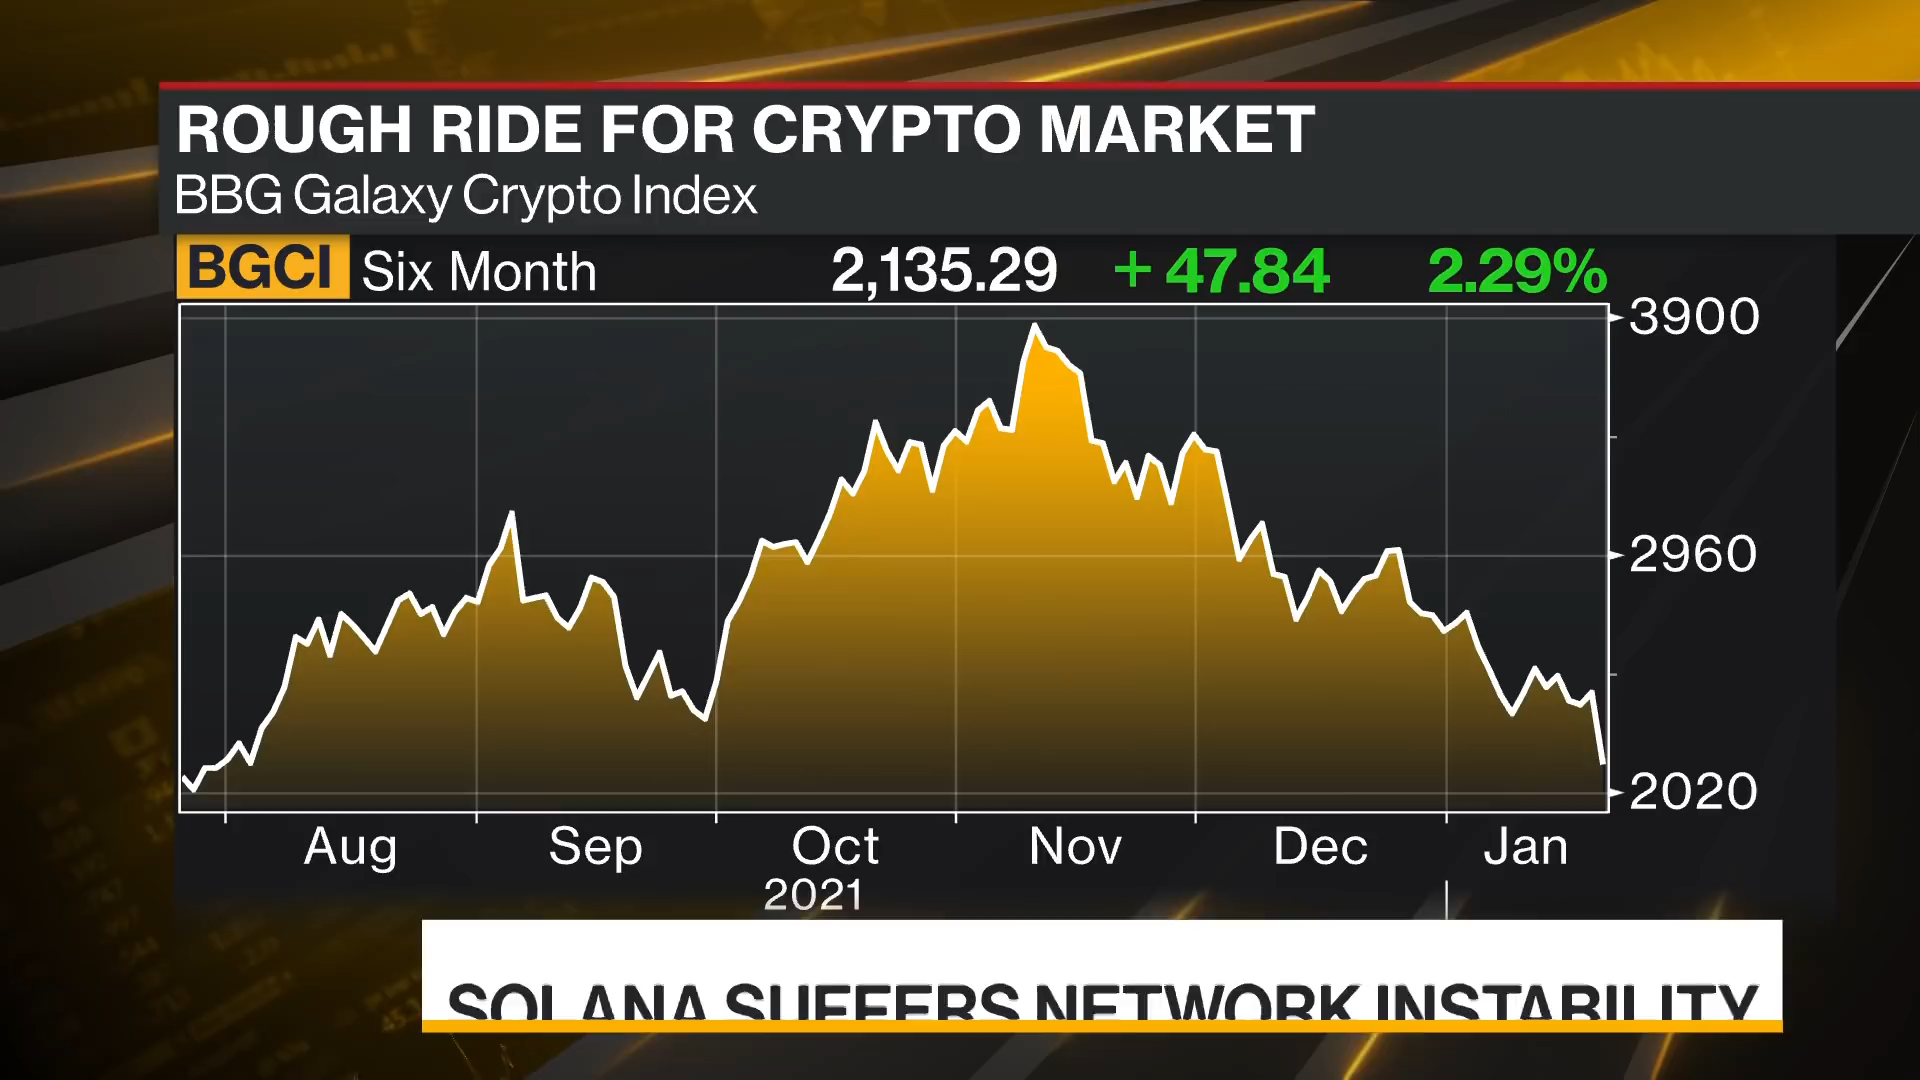 ROUGH RIDE FOR CRYPTO MARKET
BBG Galaxy Crypto Index
BGCI Six Month 2,135.29 + 47.84 2.29%
3900
2960
2020
Aug Sep Oct Nov Dec Jan
2021
SOLANA SUFFERS NETWORK INSTABILITY